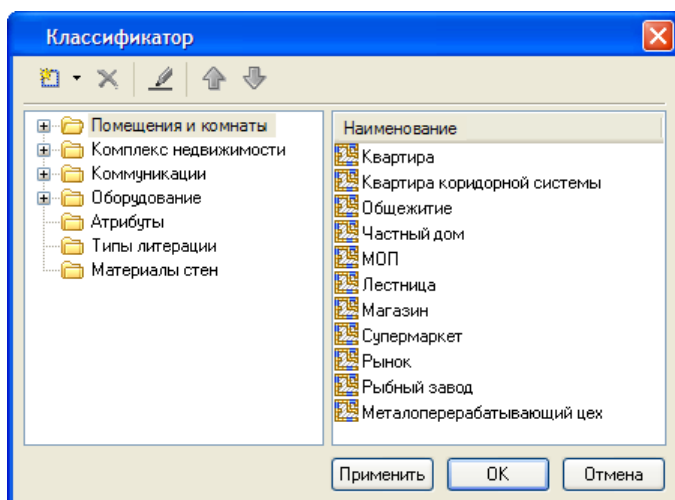 Классификатор
Помещения и комнаты
Комплекс недвижимости
Коммуникации
Оборудование
Атрибуты
Типы литерации
Материалы стен
Наименование
Квартира
Квартира коридорной системы
Общежитие
Частный дом
МОП
Лестница
Магазин
Супермаркет
Рынок
Рыбный завод
Металоперерабатывающий цех
Применить
ОК
Отмена